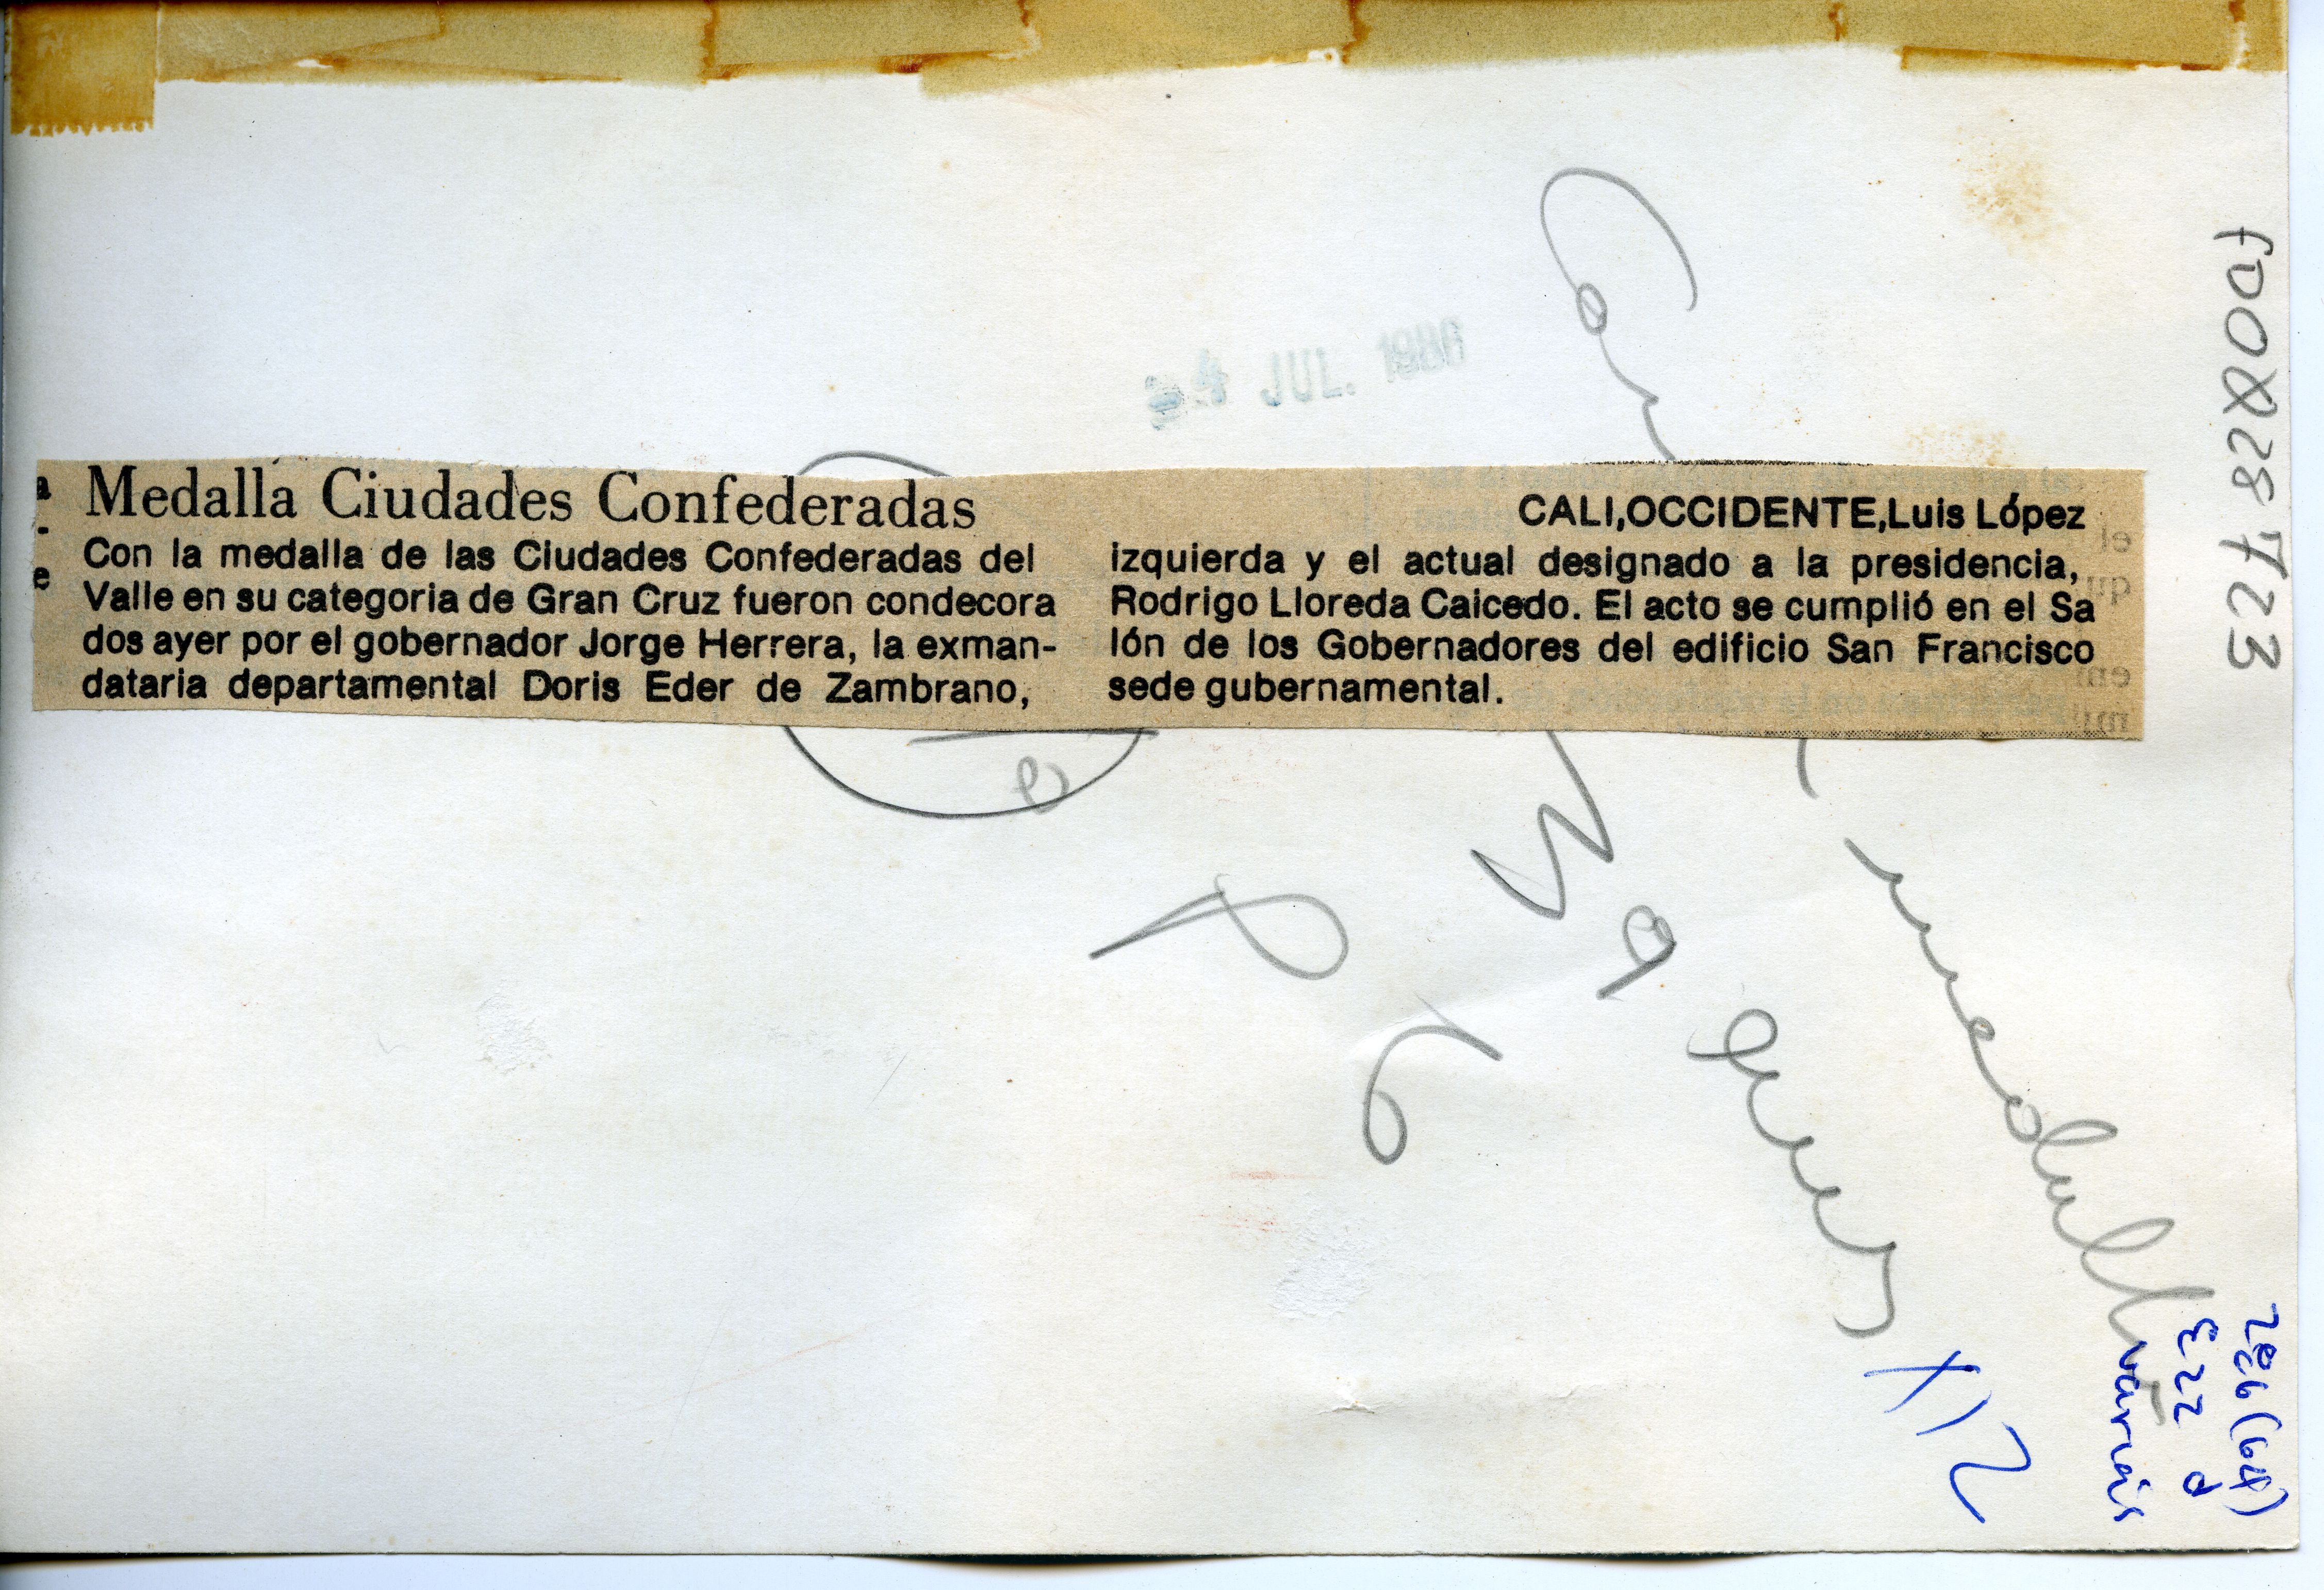 4 JUL. 1986
Medalla Ciudades Confederadas
Con la medalla de las Ciudades Confederadas del
Valle en su categoria de Gran Cruz fueron condecora
dos ayer por el gobernador Jorge Herrera, la exman-
dataria departamental Doris Eder de Zambrano,
CALI,OCCIDENTE,Luis López
izquierda y el actual designado a la presidencia,
Rodrigo Lloreda Caicedo. El acto se cumplió en el Sa
lón de los Gobernadores del edificio San Francisco
sede gubernamental.
varias
322